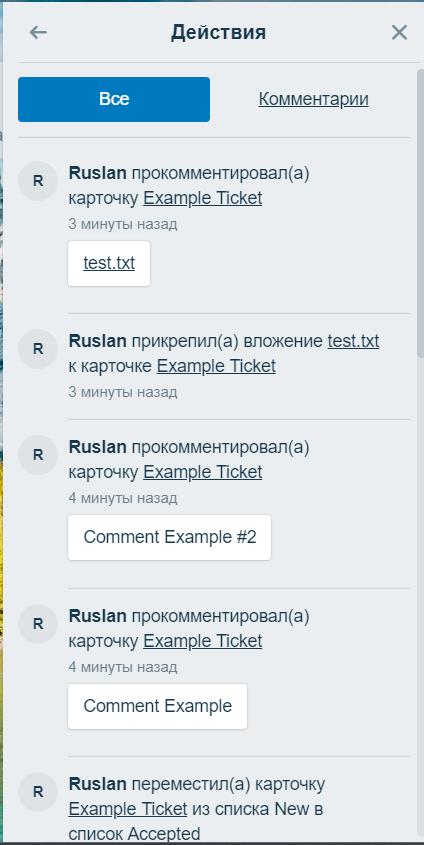 Действия
Все
Комментарии
R
Ruslan прокомментировал(а)
карточку Example Ticket
3 минуты назад
test.txt
R
Ruslan прикрепил(а) вложение test.txt
к карточке Example Ticket
3 минуты назад
R
Ruslan прокомментировал(а)
карточку Example Ticket
4 минуты назад
Comment Example #2
R
Ruslan прокомментировал(а)
карточку Example Ticket
4 минуты назад
Comment Example
R
Ruslan переместил(а) карточку
Example Ticket из списка New в
список Accepted